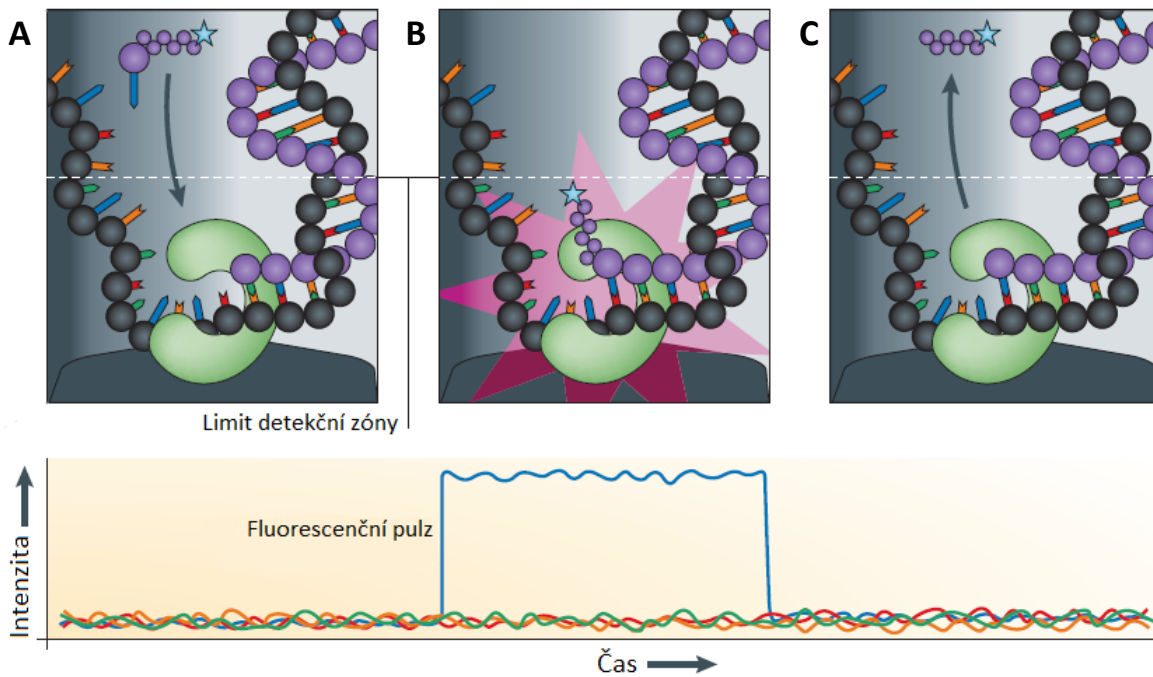 A
B
C
Limit detekční zóny
Fluorescenční pulz
Intenzita
Čas